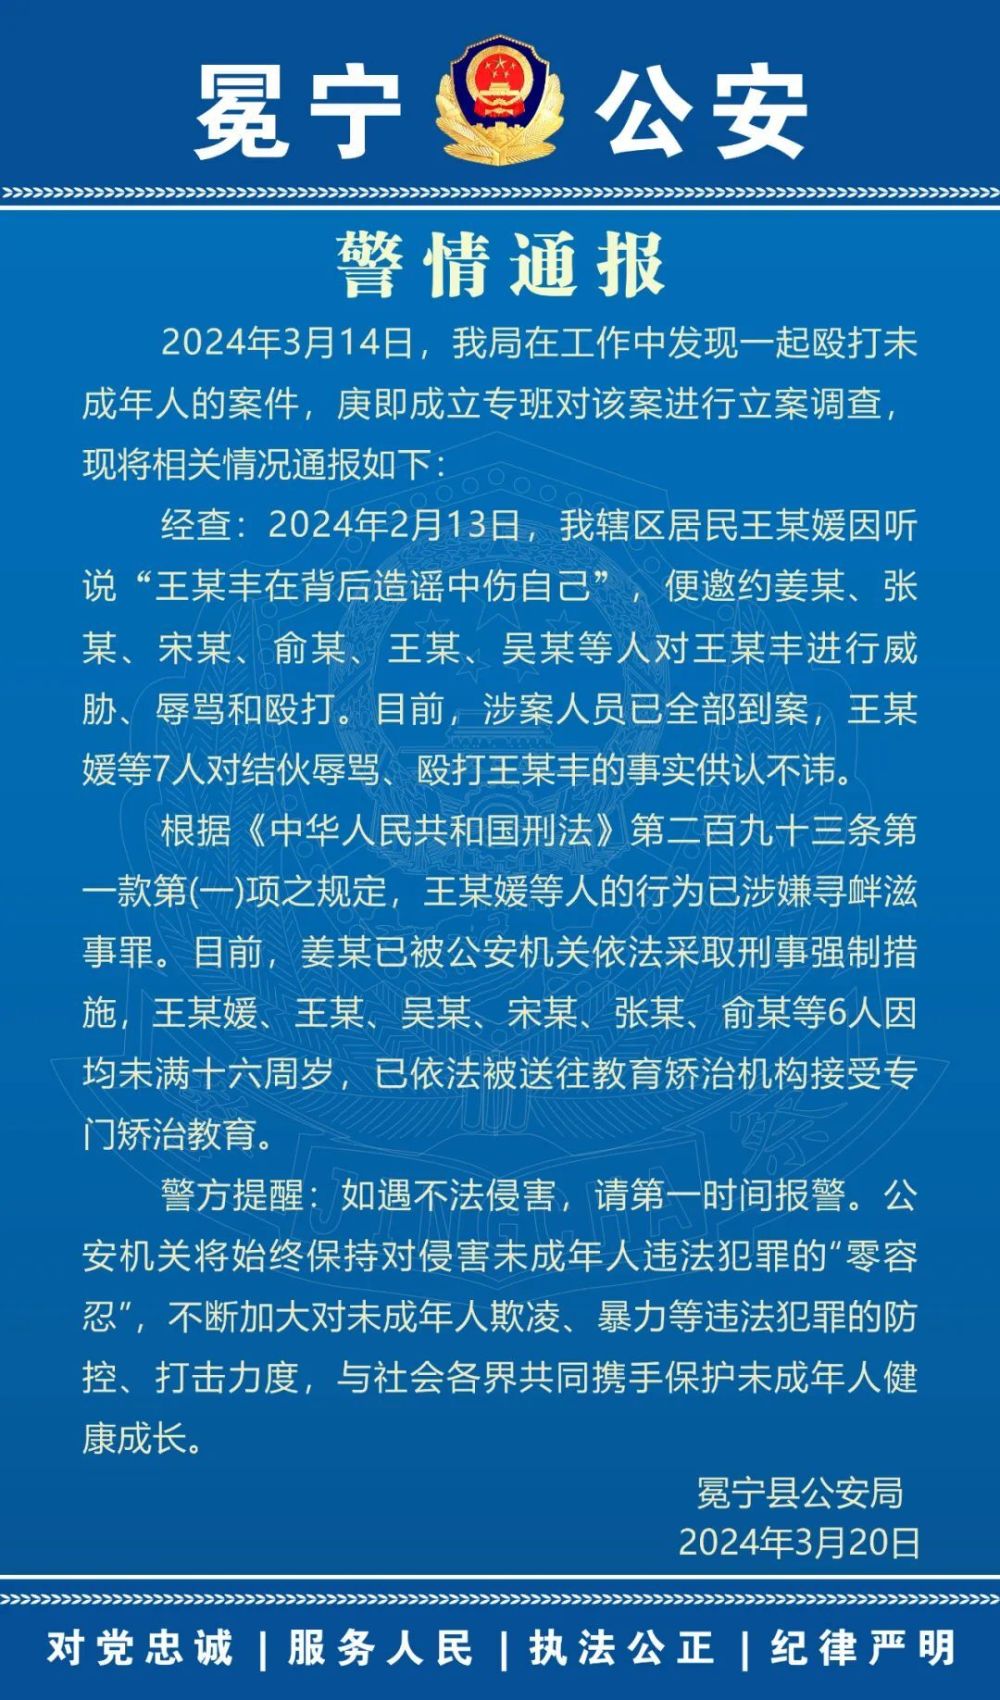 冕宁 公安
警情通报
2024年3月14日，我局在工作中发现一起殴打未
成年人的案件，庚即成立专班对该案进行立案调查，
现将相关情况通报如下：
经查：2024年2月13日，我辖区居民王某媛因听
说“王某丰在背后造谣中伤自己”，便邀约姜某、张
某、宋某、俞某、王某、吴某等人对王某丰进行威
胁、辱骂和殴打。目前，涉案人员已全部到案，王某
媛等7人对结伙辱骂、殴打王某丰的事实供认不讳。
根据《中华人民共和国刑法》第二百九十三条第
一款第(一)项之规定，王某媛等人的行为已涉嫌寻衅滋
事罪。目前，姜某已被公安机关依法采取刑事强制措
施，王某媛、王某、吴某、宋某、张某、俞某等6人因
均未满十六周岁，已依法被送往教育矫治机构接受专
门矫治教育。
警方提醒：如遇不法侵害，请第一时间报警。公
安机关将始终保持对侵害未成年人违法犯罪的“零容
忍”，不断加大对未成年人欺凌、暴力等违法犯罪的防
控、打击力度，与社会各界共同携手保护未成年人健
康成长。
冕宁县公安局
2024年3月20日
警 察
JINGCHA
对党忠诚 | 服务人民 | 执法公正 | 纪律严明